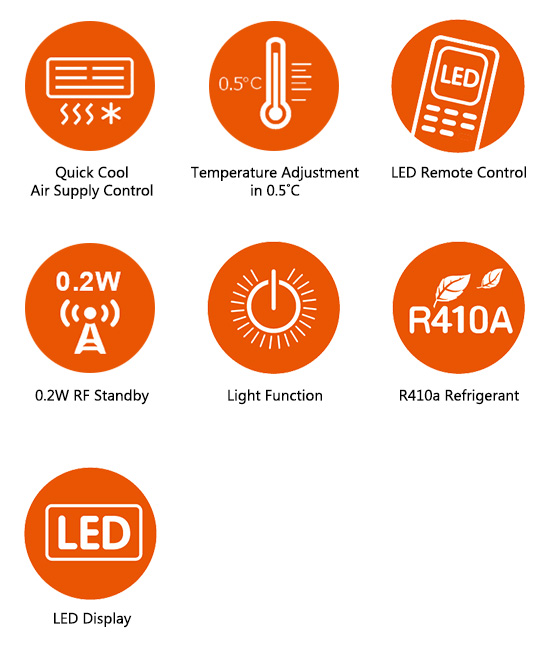 0.5°C
LED
Quick Cool
Air Supply Control
Temperature Adjustment
in 0.5°C
LED Remote Control
0.2W
R410A
0.2W RF Standby
Light Function
R410a Refrigerant
LED
LED Display